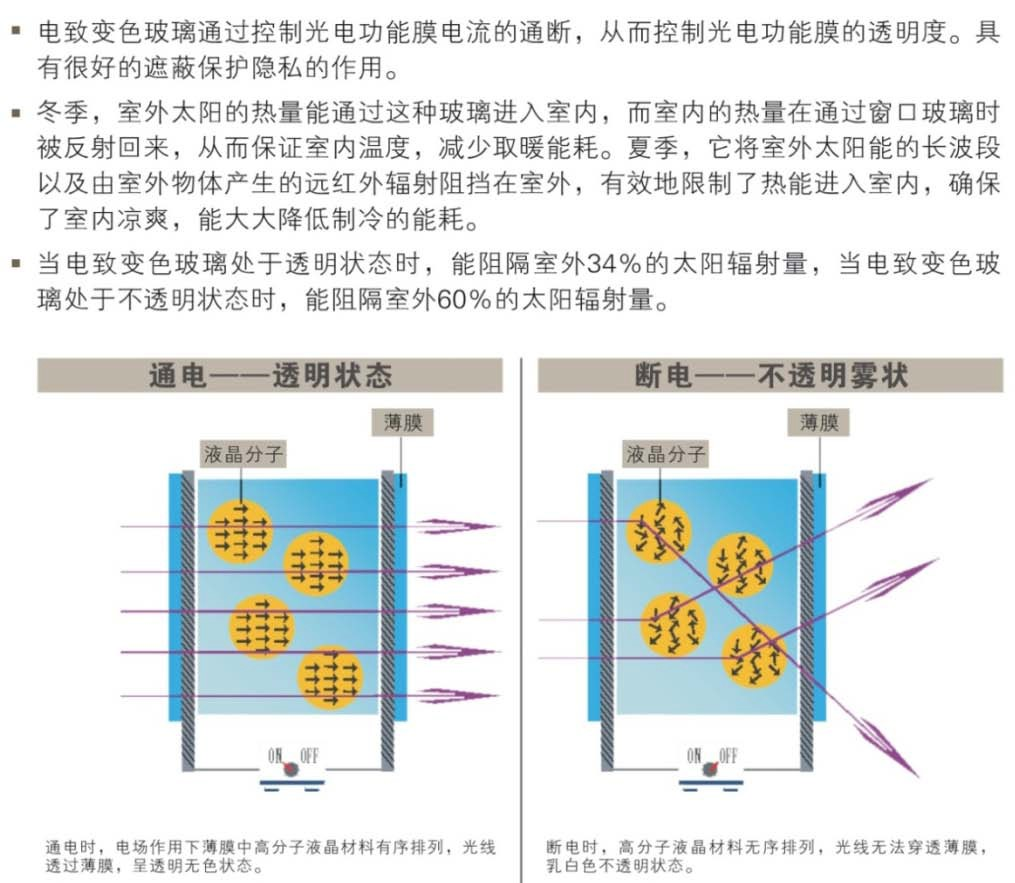 ▪ 电致变色玻璃通过控制光电功能膜电流的通断，从而控制光电功能膜的透明度。具
有很好的遮蔽保护隐私的作用。
▪ 冬季，室外太阳的热量能通过这种玻璃进入室内，而室内的热量在通过窗口玻璃时
被反射回来，从而保证室内温度，减少取暖能耗。夏季，它将室外太阳能的长波段
以及由室外物体产生的远红外辐射阻挡在室外，有效地限制了热能进入室内，确保
了室内凉爽，能大大降低制冷的能耗。
▪ 当电致变色玻璃处于透明状态时，能阻隔室外34%的太阳辐射量，当电致变色玻
璃处于不透明状态时，能阻隔室外60%的太阳辐射量。
通电——透明状态
薄膜
液晶分子
ON OFF
通电时，电场作用下薄膜中高分子液晶材料有序排列，光线
透过薄膜，呈透明无色状态。
断电——不透明雾状
薄膜
液晶分子
ON OFF
断电时，高分子液晶材料无序排列，光线无法穿透薄膜，
乳白色不透明状态。